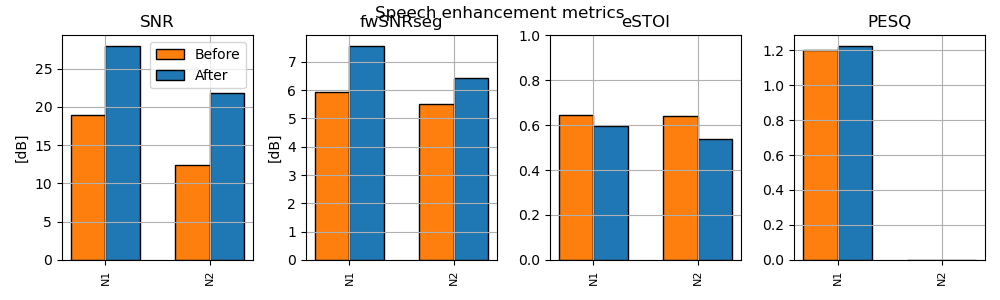 Speech enhancement metrics
SNR
[dB]
25
20
15
10
5
0
Before
After
N1
N2
fwSNRseg
[dB]
7
6
5
4
3
2
1
0
N1
N2
eSTOI
1.0
0.8
0.6
0.4
0.2
0.0
N1
N2
PESQ
1.2
1.0
0.8
0.6
0.4
0.2
0.0
N1
N2